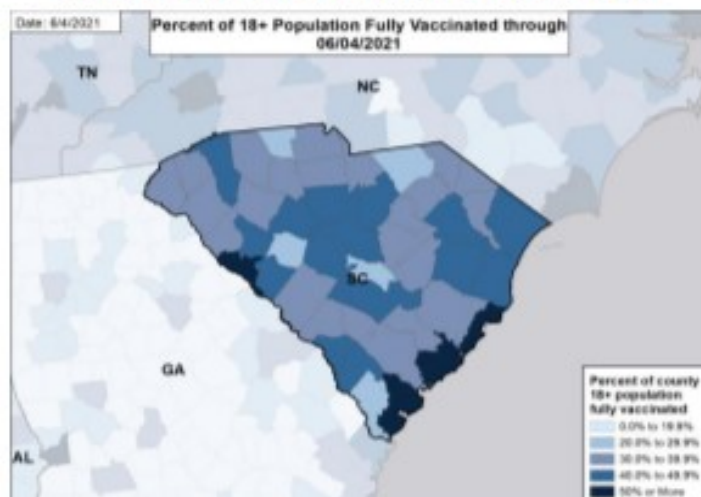 Date: 6/4/2021
Percent of 18+ Population Fully Vaccinated through
06/04/2021
TN
NC
SC
GA
AL
Percent of county
18+ population
fully vaccinated
0.0% to 19.9%
20.0% to 29.9%
30.0% to 39.9%
40.0% to 49.9%
50% or More